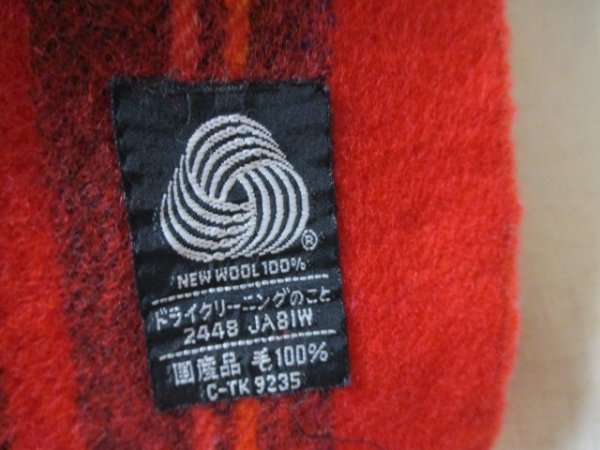 ®
NEW WOOL 100%
ドライクリーニングのこと
2448 JA81W
国産品 毛100%
C-TK 9235